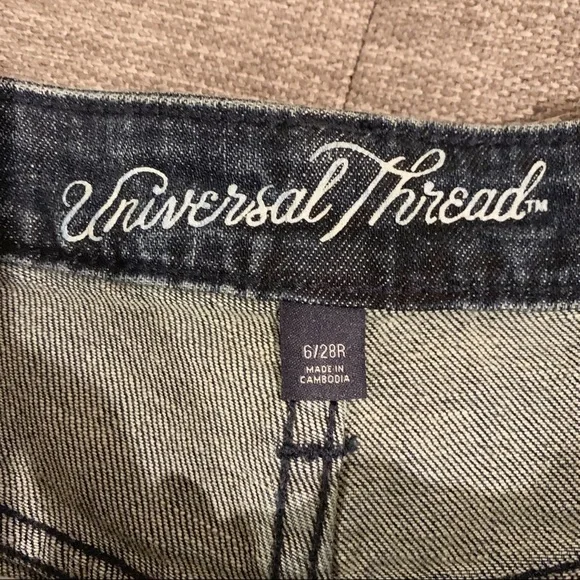 Universal Thread™
6/28R
MADE IN
CAMBODIA